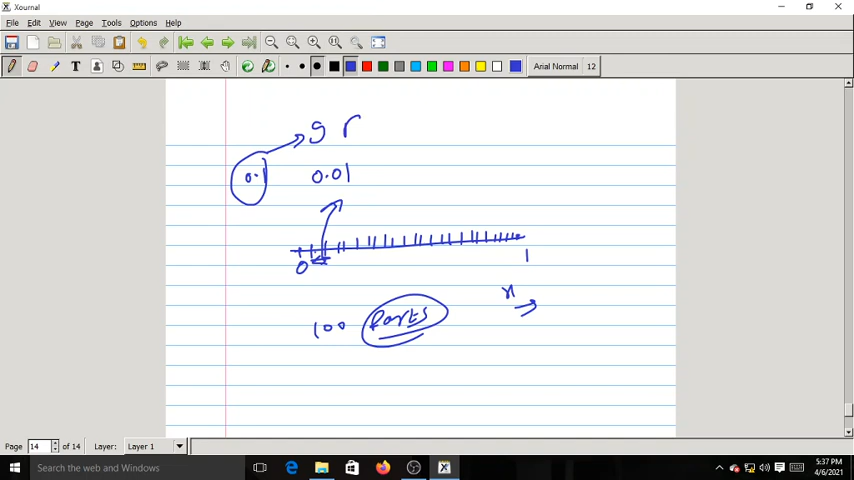 Xournal
File Edit View Page Tools Options Help
Arial Normal 12
g r
0.1 0.01
0 1
x
100 Parts
Page 14 of 14 Layer: Layer 1
Search the web and Windows
5:37 PM
4/6/2021